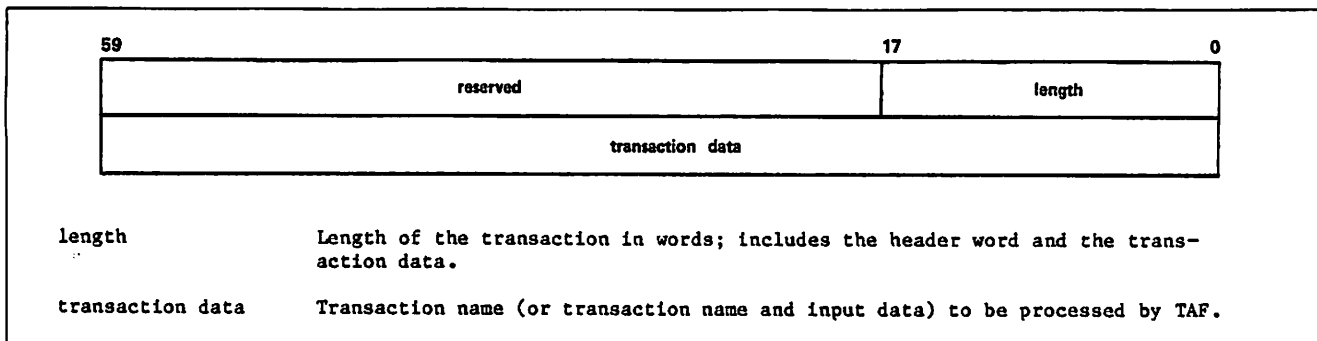 59 17 0
reserved length
transaction data
length Length of the transaction in words; includes the header word and the trans-
action data.
transaction data Transaction name (or transaction name and input data) to be processed by TAF.